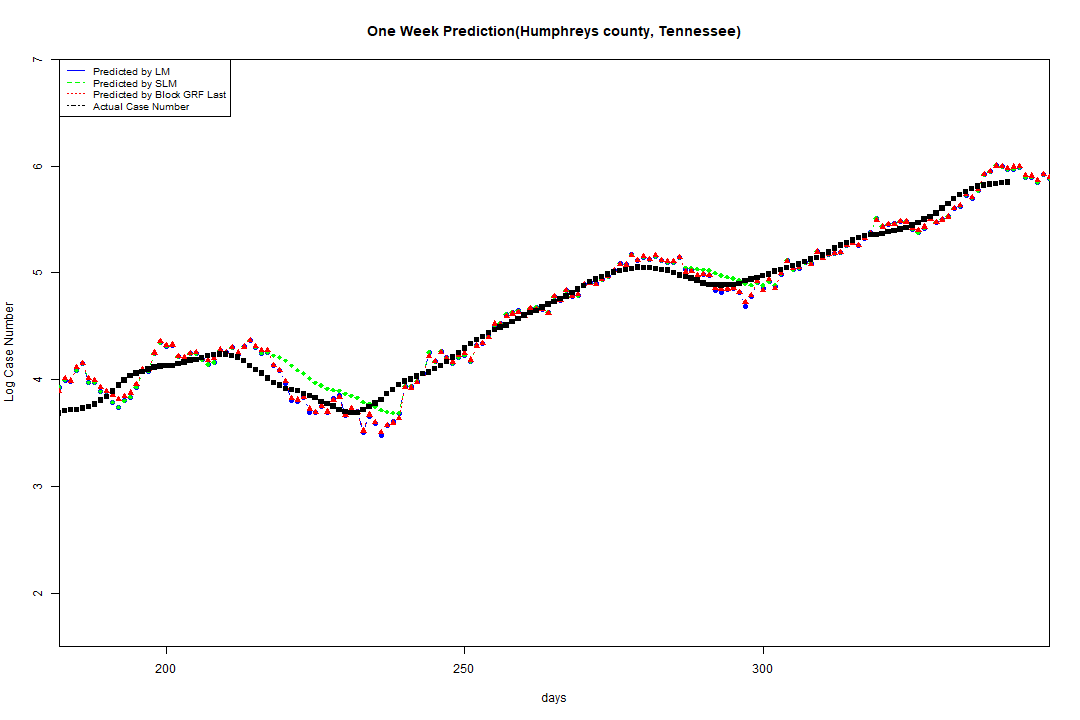 One Week Prediction(Humphreys county, Tennessee)
Predicted by LM
Predicted by SLM
Predicted by Block GRF Last
Actual Case Number
7
6
5
4
3
2
Log Case Number
200
250
300
days